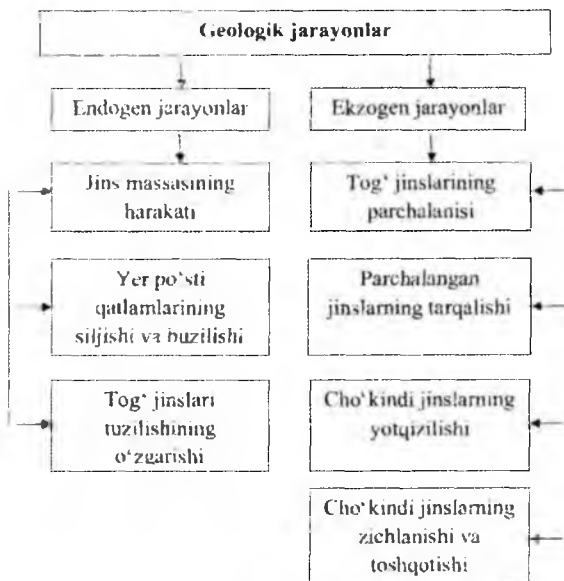 Geologik jarayonlar
Endogen jarayonlar
Ekzogen jarayonlar
Jins massasining
harakati
Tog‘ jinslarining
parchalanisi
Yer po‘sti
qatlamlarining
siljishi va buzilishi
Parchalangan
jinslarning tarqalishi
Tog‘ jinslari
tuzilishining
o‘zgarishi
Cho‘kindi jinslarning
yotqizilishi
Cho‘kindi jinslarning
zichlanishi va
toshqotishi